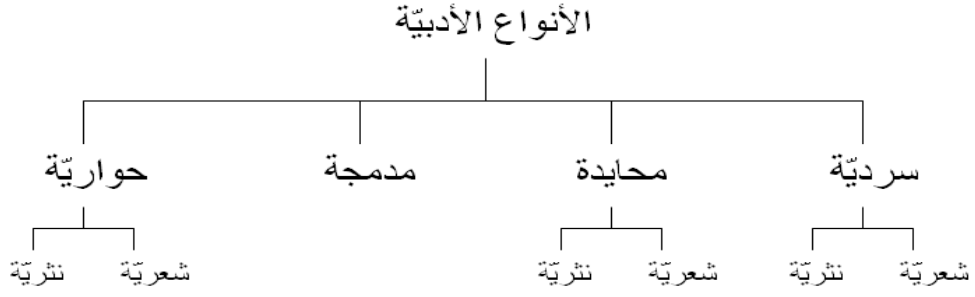 الأنواع الأدبيّة
سرديّة محايدة مدمجة حواريّة
شعريّة نثريّة شعريّة نثريّة شعريّة نثريّة